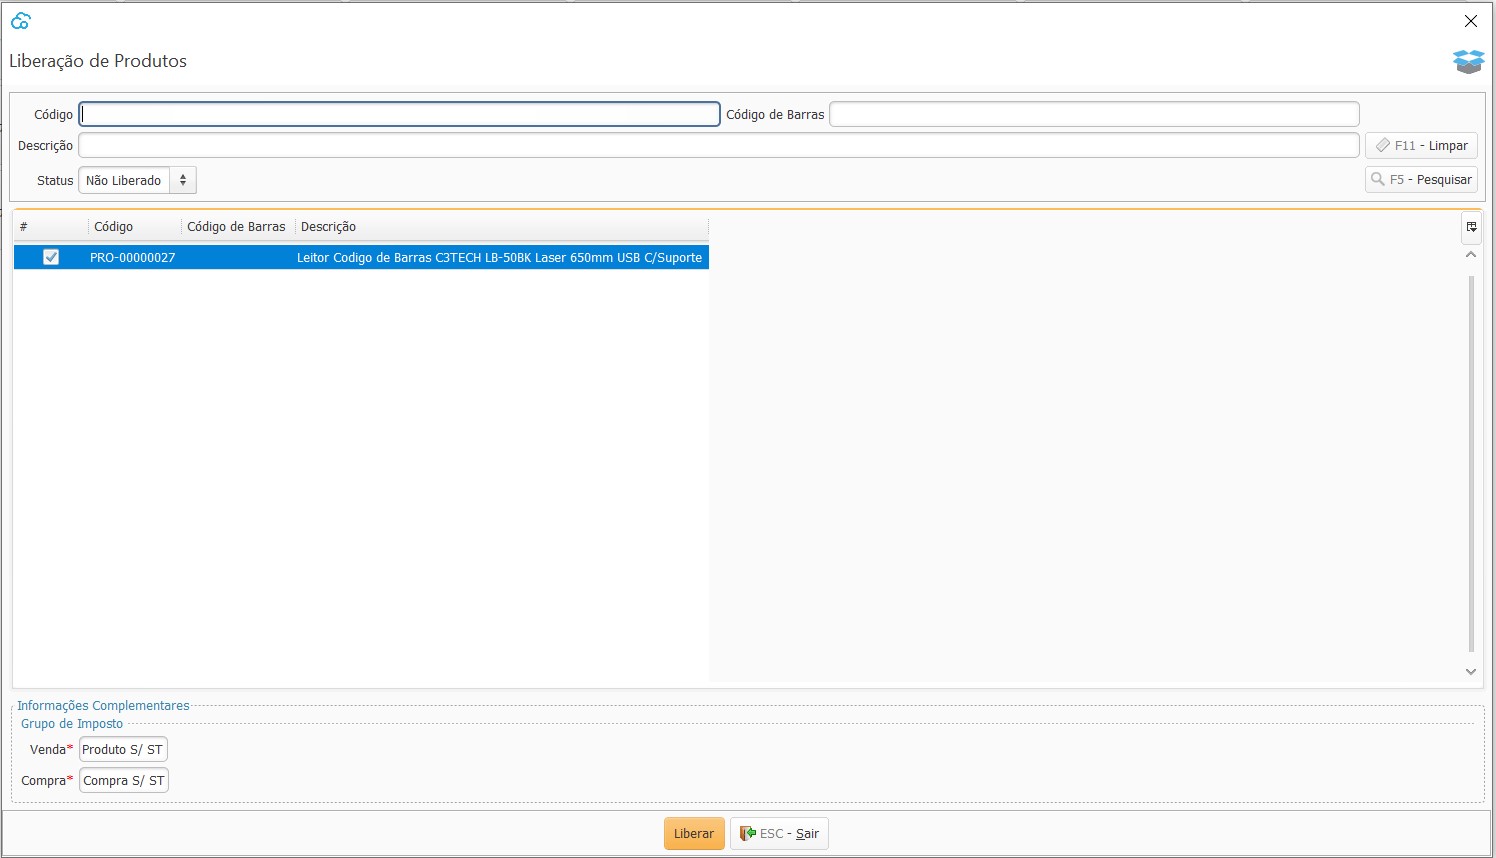 Liberação de Produtos
Código Código de Barras
Descrição F11 - Limpar
Status Não Liberado F5 - Pesquisar
# Código Código de Barras Descrição
PRO-00000027 Leitor Codigo de Barras C3TECH LB-50BK Laser 650mm USB C/Suporte
Informações Complementares
Grupo de Imposto
Venda* Produto S/ ST
Compra* Compra S/ ST
Liberar ESC - Sair